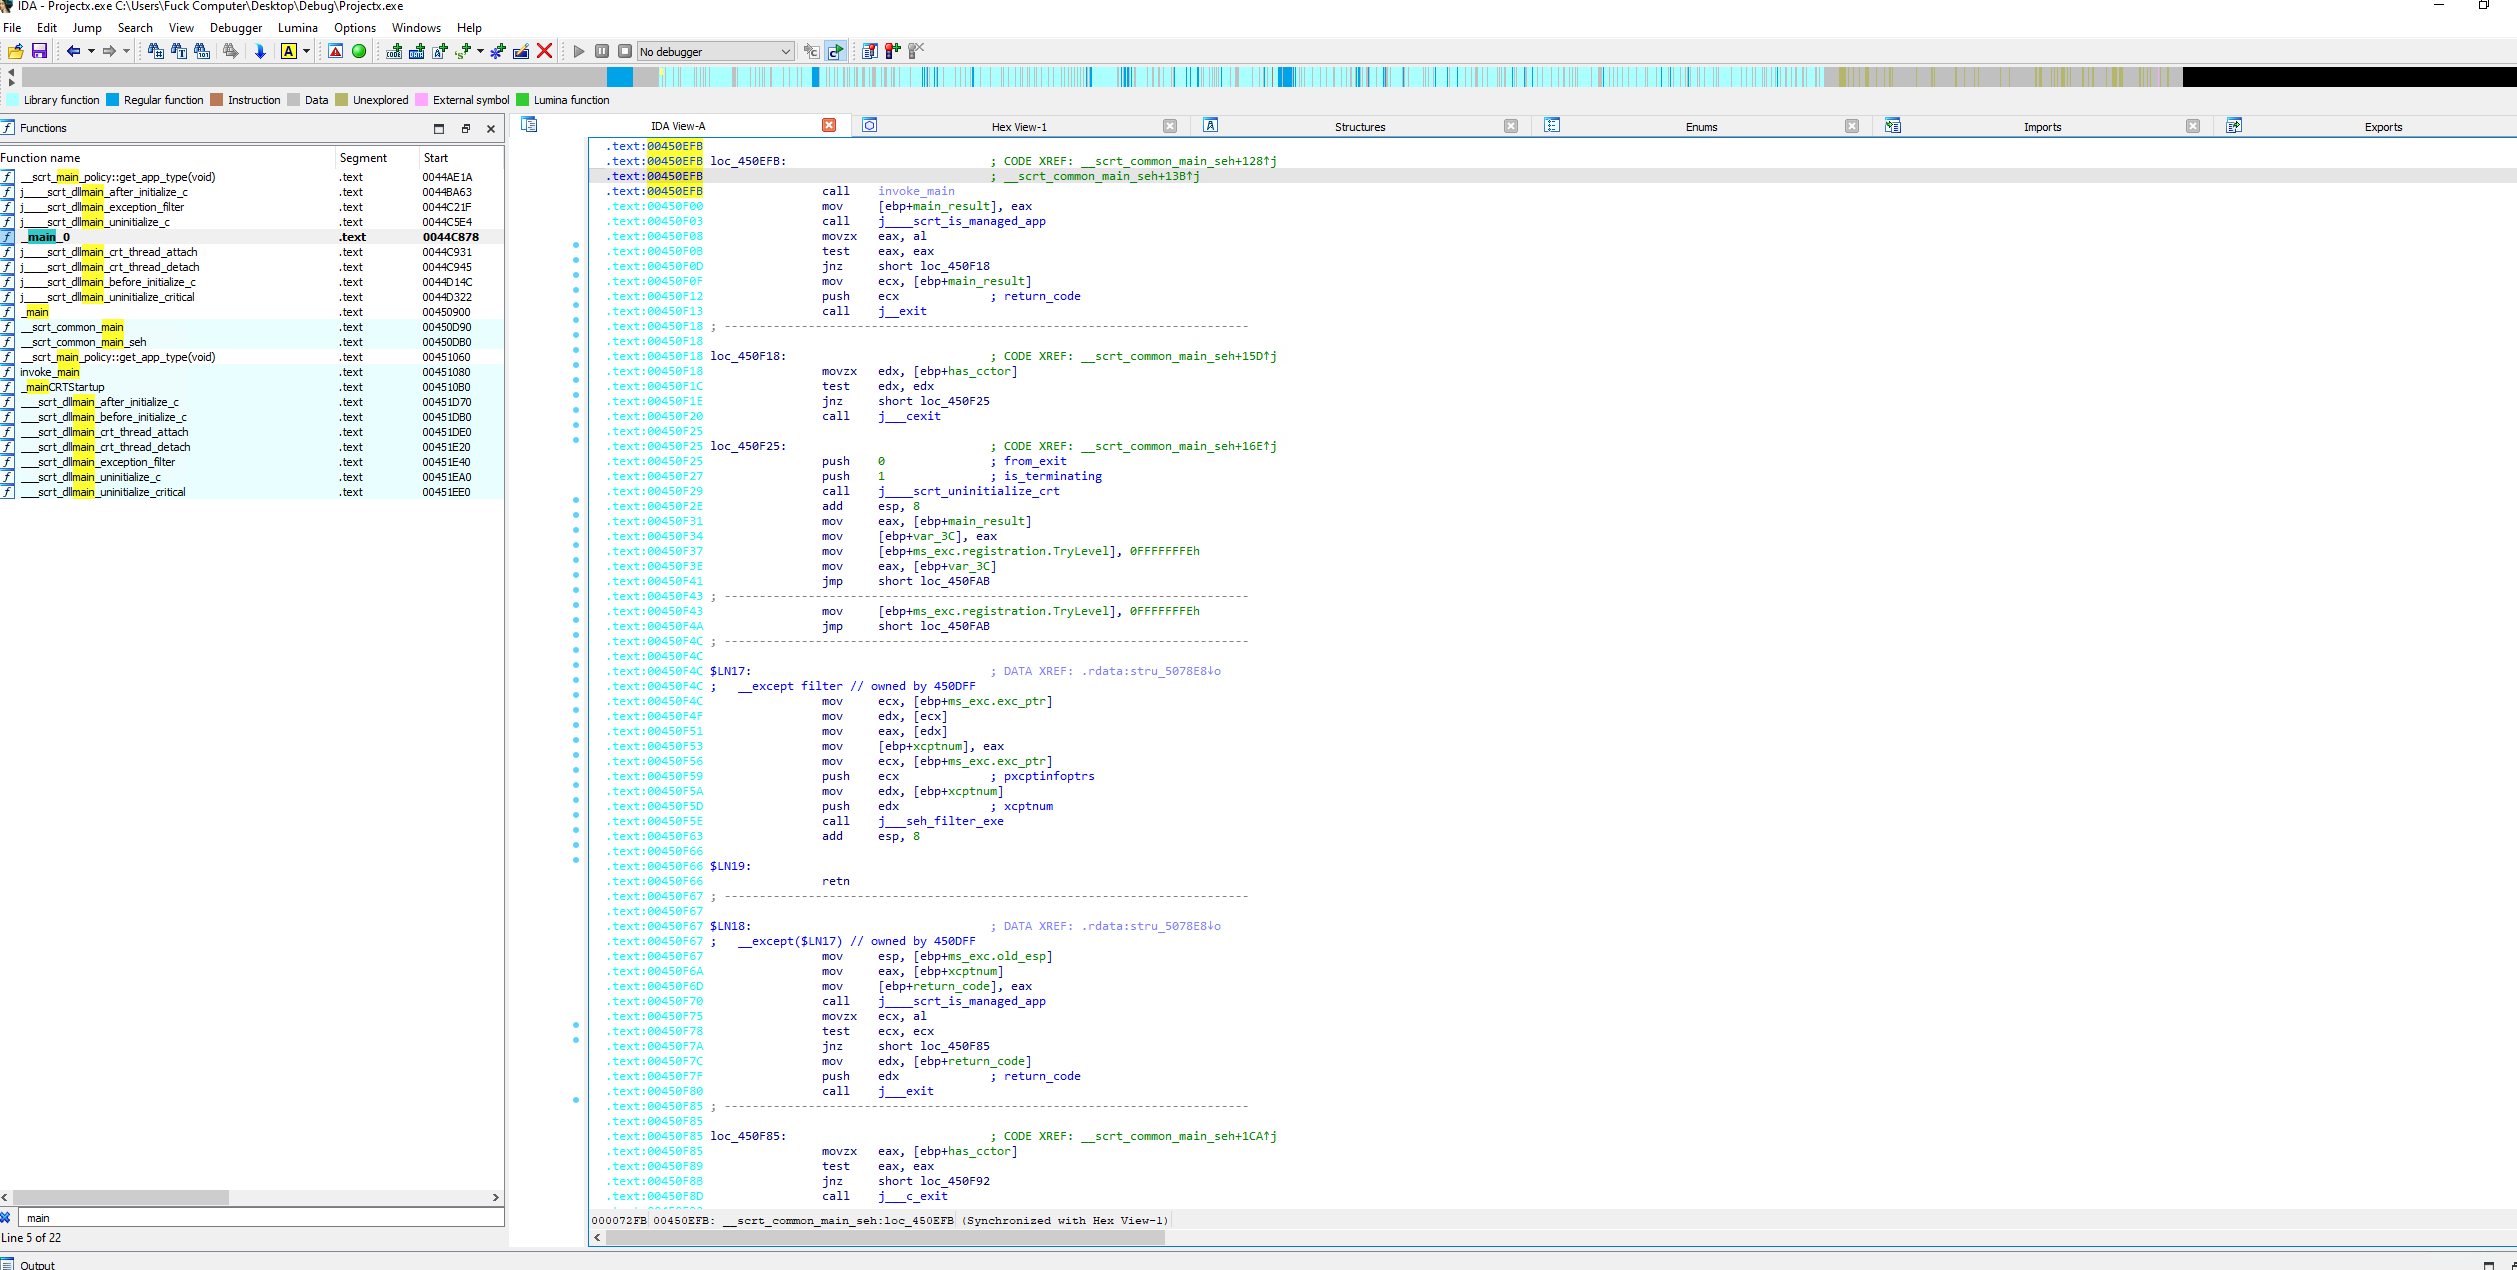 IDA - Projectx.exe C:\Users\Fuck Computer\Desktop\Debug\Projectx.exe
File Edit Jump Search View Debugger Lumina Options Windows Help
No debugger
Library function Regular function Instruction Data Unexplored External symbol Lumina function
Functions
IDA View-A Hex View-1 Structures Enums Imports Exports
Function name Segment Start
__scrt_main_policy::get_app_type(void) .text 0044AE1A
j____scrt_dllmain_after_initialize_c .text 0044BA63
j____scrt_dllmain_exception_filter .text 0044C21F
j____scrt_dllmain_uninitialize_c .text 0044C5E4
_main_0 .text 0044C878
j____scrt_dllmain_crt_thread_attach .text 0044C931
j____scrt_dllmain_crt_thread_detach .text 0044C945
j____scrt_dllmain_before_initialize_c .text 0044D14C
j____scrt_dllmain_uninitialize_critical .text 0044D322
_main .text 00450900
__scrt_common_main .text 00450D90
__scrt_common_main_seh .text 00450DB0
__scrt_main_policy::get_app_type(void) .text 00451060
invoke_main .text 00451080
_mainCRTStartup .text 004510B0
___scrt_dllmain_after_initialize_c .text 00451D70
___scrt_dllmain_before_initialize_c .text 00451DB0
___scrt_dllmain_crt_thread_attach .text 00451DE0
___scrt_dllmain_crt_thread_detach .text 00451E20
___scrt_dllmain_exception_filter .text 00451E40
___scrt_dllmain_uninitialize_c .text 00451EA0
___scrt_dllmain_uninitialize_critical .text 00451EE0
main
Line 5 of 22
Output
.text:00450EFB
.text:00450EFB loc_450EFB: ; CODE XREF: __scrt_common_main_seh+128↑j
.text:00450EFB ; __scrt_common_main_seh+13B↑j
.text:00450EFB call invoke_main
.text:00450F00 mov [ebp+main_result], eax
.text:00450F03 call j____scrt_is_managed_app
.text:00450F08 movzx eax, al
.text:00450F0B test eax, eax
.text:00450F0D jnz short loc_450F18
.text:00450F0F mov ecx, [ebp+main_result]
.text:00450F12 push ecx ; return_code
.text:00450F13 call j__exit
.text:00450F18 ; ---------------------------------------------------------------------------
.text:00450F18
.text:00450F18 loc_450F18: ; CODE XREF: __scrt_common_main_seh+15D↑j
.text:00450F18 movzx edx, [ebp+has_cctor]
.text:00450F1C test edx, edx
.text:00450F1E jnz short loc_450F25
.text:00450F20 call j___cexit
.text:00450F25
.text:00450F25 loc_450F25: ; CODE XREF: __scrt_common_main_seh+16E↑j
.text:00450F25 push 0 ; from_exit
.text:00450F27 push 1 ; is_terminating
.text:00450F29 call j____scrt_uninitialize_crt
.text:00450F2E add esp, 8
.text:00450F31 mov eax, [ebp+main_result]
.text:00450F34 mov [ebp+var_3C], eax
.text:00450F37 mov [ebp+ms_exc.registration.TryLevel], 0FFFFFFFEh
.text:00450F3E mov eax, [ebp+var_3C]
.text:00450F41 jmp short loc_450FAB
.text:00450F43 ; ---------------------------------------------------------------------------
.text:00450F43 mov [ebp+ms_exc.registration.TryLevel], 0FFFFFFFEh
.text:00450F4A jmp short loc_450FAB
.text:00450F4C ; ---------------------------------------------------------------------------
.text:00450F4C
.text:00450F4C $LN17: ; DATA XREF: .rdata:stru_5078E8↓o
.text:00450F4C ; __except filter // owned by 450DFF
.text:00450F4C mov ecx, [ebp+ms_exc.exc_ptr]
.text:00450F4F mov edx, [ecx]
.text:00450F51 mov eax, [edx]
.text:00450F53 mov [ebp+xcptnum], eax
.text:00450F56 mov ecx, [ebp+ms_exc.exc_ptr]
.text:00450F59 push ecx ; pxcptinfoptrs
.text:00450F5A mov edx, [ebp+xcptnum]
.text:00450F5D push edx ; xcptnum
.text:00450F5E call j___seh_filter_exe
.text:00450F63 add esp, 8
.text:00450F66
.text:00450F66 $LN19:
.text:00450F66 retn
.text:00450F67 ; ---------------------------------------------------------------------------
.text:00450F67
.text:00450F67 $LN18: ; DATA XREF: .rdata:stru_5078E8↓o
.text:00450F67 ; __except($LN17) // owned by 450DFF
.text:00450F67 mov esp, [ebp+ms_exc.old_esp]
.text:00450F6A mov eax, [ebp+xcptnum]
.text:00450F6D mov [ebp+return_code], eax
.text:00450F70 call j____scrt_is_managed_app
.text:00450F75 movzx ecx, al
.text:00450F78 test ecx, ecx
.text:00450F7A jnz short loc_450F85
.text:00450F7C mov edx, [ebp+return_code]
.text:00450F7F push edx ; return_code
.text:00450F80 call j___exit
.text:00450F85 ; ---------------------------------------------------------------------------
.text:00450F85
.text:00450F85 loc_450F85: ; CODE XREF: __scrt_common_main_seh+1CA↑j
.text:00450F85 movzx eax, [ebp+has_cctor]
.text:00450F89 test eax, eax
.text:00450F8B jnz short loc_450F92
.text:00450F8D call j___c_exit
000072FB 00450EFB: __scrt_common_main_seh:loc_450EFB (Synchronized with Hex View-1)